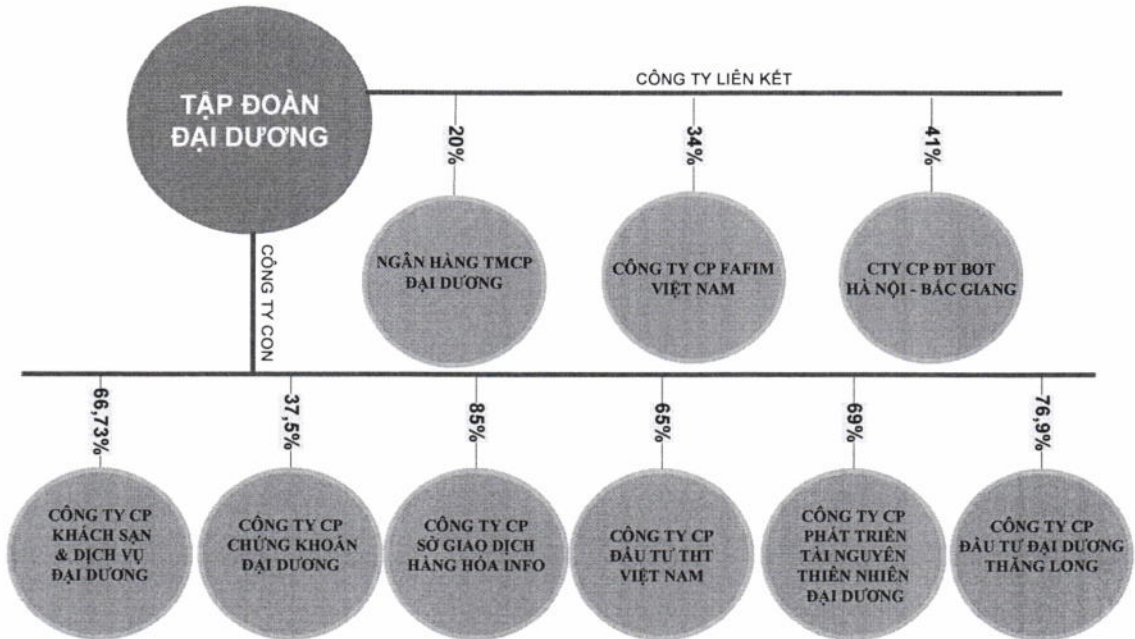 TẬP ĐOÀN
ĐẠI DƯƠNG
CÔNG TY LIÊN KẾT
20%
34%
41%
NGÂN HÀNG TMCP
ĐẠI DƯƠNG
CÔNG TY CP FAFIM
VIỆT NAM
CTY CP ĐT BOT
HÀ NỘI - BẮC GIANG
CÔNG TY CON
66,73%
37,5%
85%
65%
69%
76,9%
CÔNG TY CP
KHÁCH SẠN
& DỊCH VỤ
ĐẠI DƯƠNG
CÔNG TY CP
CHỨNG KHOÁN
ĐẠI DƯƠNG
CÔNG TY CP
SỞ GIAO DỊCH
HÀNG HÓA INFO
CÔNG TY CP
ĐẦU TƯ THT
VIỆT NAM
CÔNG TY CP
PHÁT TRIỂN
TÀI NGUYÊN
THIÊN NHIÊN
ĐẠI DƯƠNG
CÔNG TY CP
ĐẦU TƯ ĐẠI DƯƠNG
THĂNG LONG